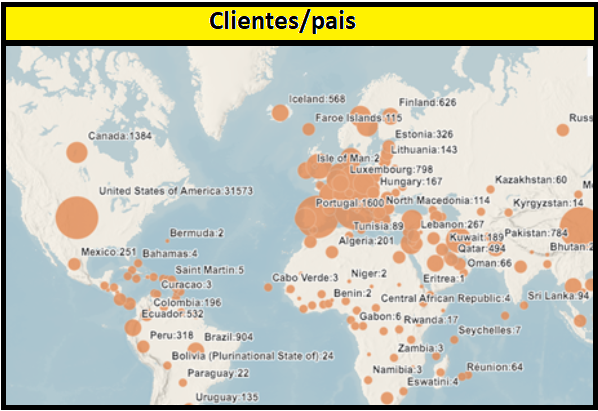 Clientes/pais
Iceland:568
Finland:626
Faroe Islands:115
Russ
Canada:1384
Estonia:326
Lithuania:143
Isle of Man:2
Luxembourg:798
Hungary:167
Kazakhstan:60
United States of America:31573
Portugal:1600
North Macedonia:114
Kyrgyzstan:14
Mo
Bermuda:2
Tunisia:89
Lebanon:267
Pakistan:784
Mexico:251
Bahamas:4
Algeria:201
Kuwait:189
Qatar:494
Bhutan:2
Saint Martin:5
Oman:66
Curacao:3
Cabo Verde:3
Niger:2
Eritrea:1
Colombia:196
Benin:2
Central African Republic:4
Sri Lanka:94
Ecuador:532
Gabon:6
Rwanda:17
Peru:318
Brazil:904
Seychelles:7
Bolivia (Plurinational State of):24
Zambia:3
Paraguay:22
Namibia:3
Réunion:64
Eswatini:4
Uruguay:135